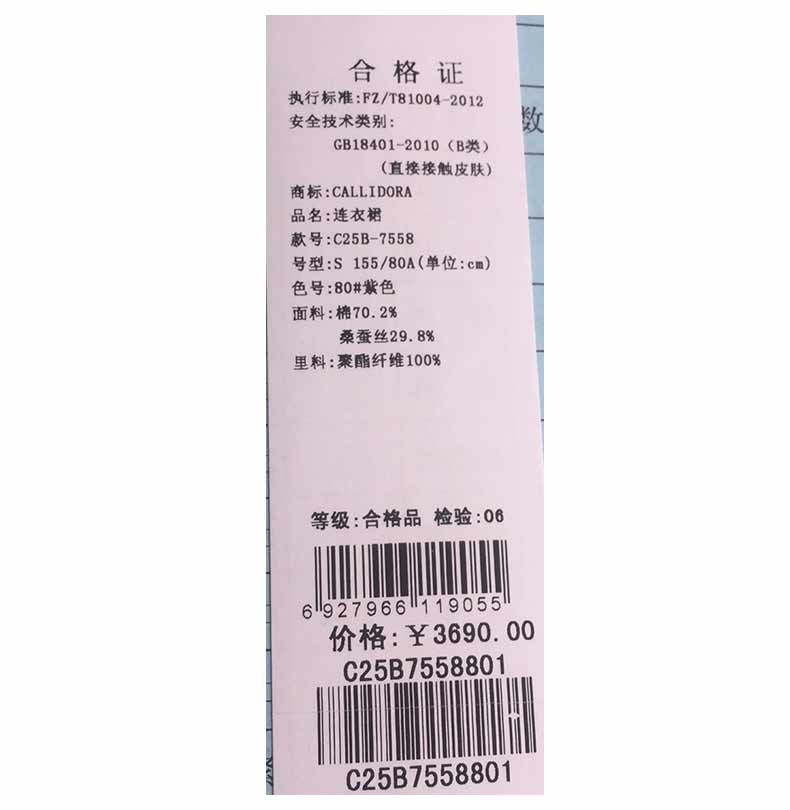 合格证
执行标准:FZ/T81004-2012
安全技术类别:
GB18401-2010（B类）
(直接接触皮肤)
商标:CALLIDORA
品名:连衣裙
款号:C25B-7558
号型:S 155/80A(单位:cm)
色号:80#紫色
面料:棉70.2%
桑蚕丝29.8%
里料:聚酯纤维100%
等级:合格品 检验:06
6 927966 119055
价格:￥3690.00
C25B7558801
C25B7558801
数